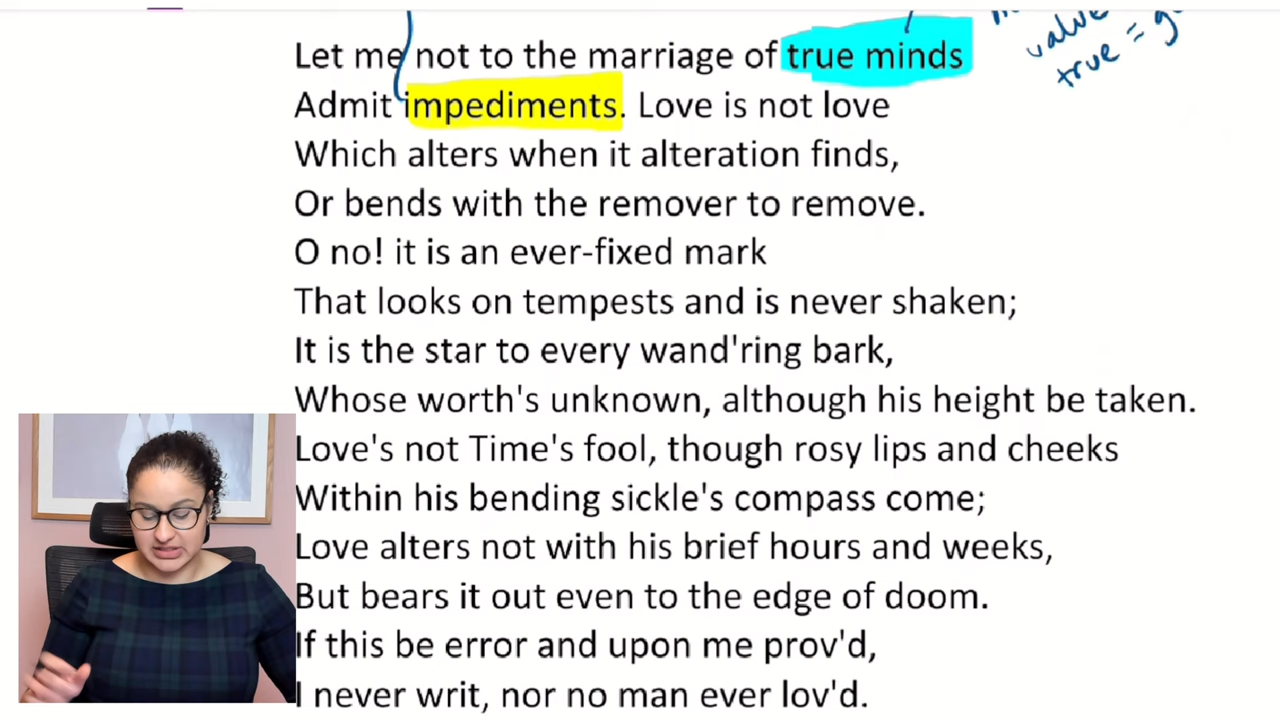 value
true =
Let me not to the marriage of true minds
Admit impediments. Love is not love
Which alters when it alteration finds,
Or bends with the remover to remove.
O no! it is an ever-fixed mark
That looks on tempests and is never shaken;
It is the star to every wand'ring bark,
Whose worth's unknown, although his height be taken.
Love's not Time's fool, though rosy lips and cheeks
Within his bending sickle's compass come;
Love alters not with his brief hours and weeks,
But bears it out even to the edge of doom.
If this be error and upon me prov'd,
I never writ, nor no man ever lov'd.